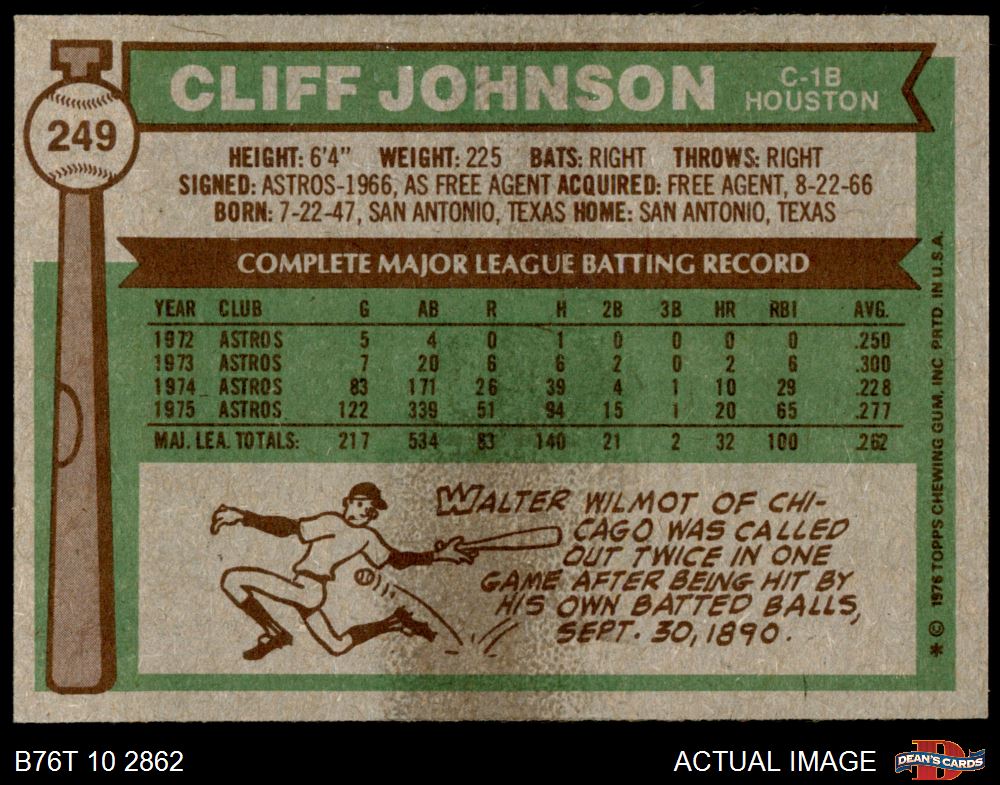 249
CLIFF JOHNSON
C-1B
HOUSTON
HEIGHT: 6'4" WEIGHT: 225 BATS: RIGHT THROWS: RIGHT
SIGNED: ASTROS-1966, AS FREE AGENT ACQUIRED: FREE AGENT, 8-22-66
BORN: 7-22-47, SAN ANTONIO, TEXAS HOME: SAN ANTONIO, TEXAS
COMPLETE MAJOR LEAGUE BATTING RECORD
YEAR CLUB G AB R H 2B 3B HR RBI AVG.
1972 ASTROS 5 4 0 1 0 0 0 0 .250
1973 ASTROS 7 20 6 6 2 0 2 6 .300
1974 ASTROS 83 171 26 39 4 1 10 29 .228
1975 ASTROS 122 339 51 94 15 1 20 65 .277
MAJ. LEA. TOTALS: 217 534 83 140 21 2 32 100 .262
WALTER WILMOT OF CHI-
CAGO WAS CALLED
OUT TWICE IN ONE
GAME AFTER BEING HIT BY
HIS OWN BATTED BALLS,
SEPT. 30, 1890.
* © 1976 TOPPS CHEWING GUM, INC PRTD. IN U.S.A.
B76T 10 2862
ACTUAL IMAGE
D
DEAN'S CARDS